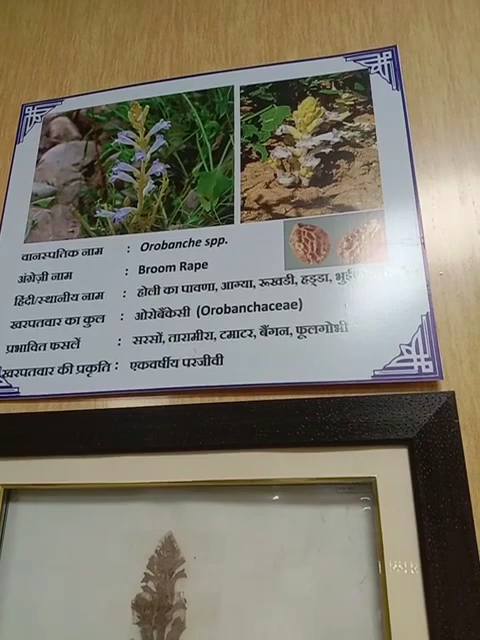 वानस्पतिक नाम : Orobanche spp.
अंग्रेज़ी नाम : Broom Rape
हिंदी/स्थानीय नाम : होली का पावणा, आग्या, रूखडी, हड्डा,
खरपतवार का कुल : ओरोबैंकेसी (Orobanchaceae)
प्रभावित फसलें : सरसों, तारामीरा, टमाटर, बैंगन, फूलगोभी
खरपतवार की प्रकृति : एकवर्षीय परजीवी